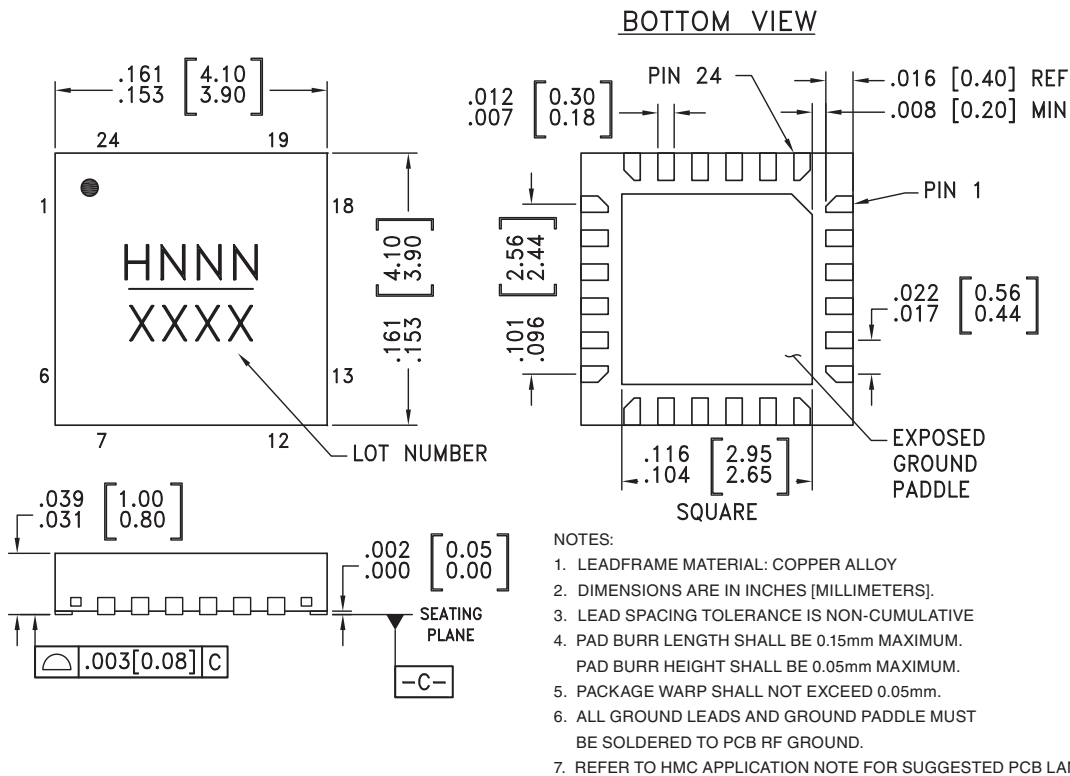 BOTTOM VIEW
.161 [4.10]
.153 [3.90]
24 19
1 18
6 13
7 12
HNNN
XXXX
LOT NUMBER
.161 [4.10]
.153 [3.90]
PIN 24
.012 [0.30]
.007 [0.18]
.016 [0.40] REF
.008 [0.20] MIN
PIN 1
.101 [2.56]
.096 [2.44]
.022 [0.56]
.017 [0.44]
.116 [2.95]
.104 [2.65]
SQUARE
EXPOSED
GROUND
PADDLE
.039 [1.00]
.031 [0.80]
.002 [0.05]
.000 [0.00]
SEATING
PLANE
.003[0.08] C
-C-
NOTES:
1. LEADFRAME MATERIAL: COPPER ALLOY
2. DIMENSIONS ARE IN INCHES [MILLIMETERS].
3. LEAD SPACING TOLERANCE IS NON-CUMULATIVE
4. PAD BURR LENGTH SHALL BE 0.15mm MAXIMUM.
PAD BURR HEIGHT SHALL BE 0.05mm MAXIMUM.
5. PACKAGE WARP SHALL NOT EXCEED 0.05mm.
6. ALL GROUND LEADS AND GROUND PADDLE MUST
BE SOLDERED TO PCB RF GROUND.
7. REFER TO HMC APPLICATION NOTE FOR SUGGESTED PCB